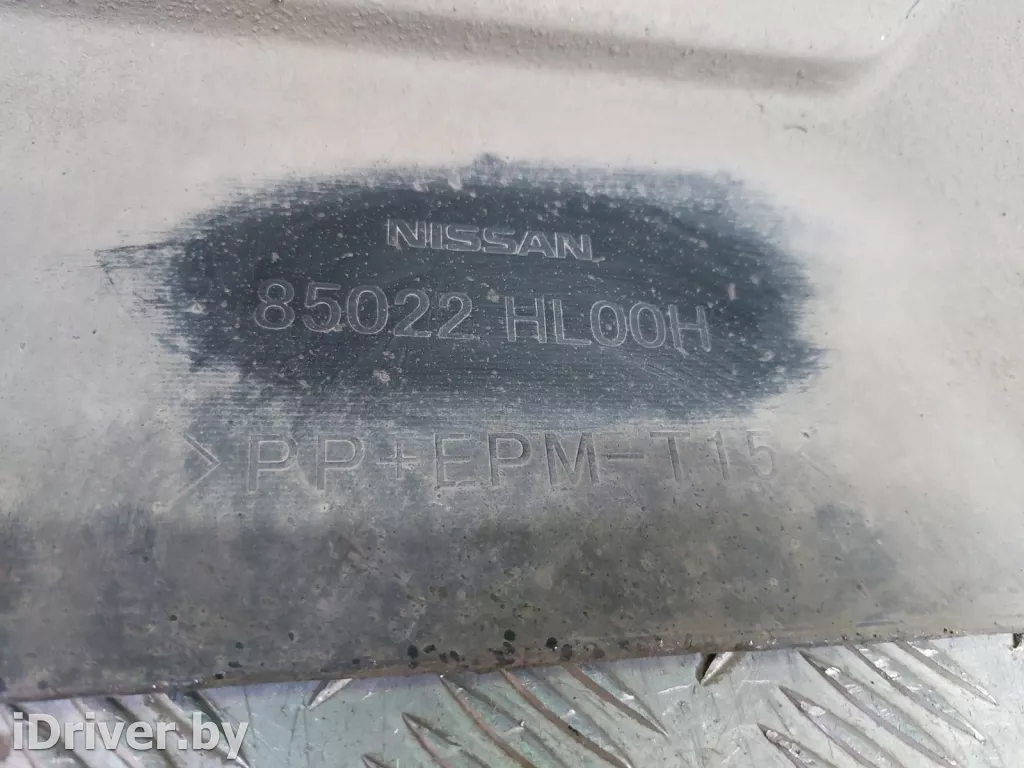 NISSAN
85022 HL00H
>PP+EPM-T15<
iDriver.by